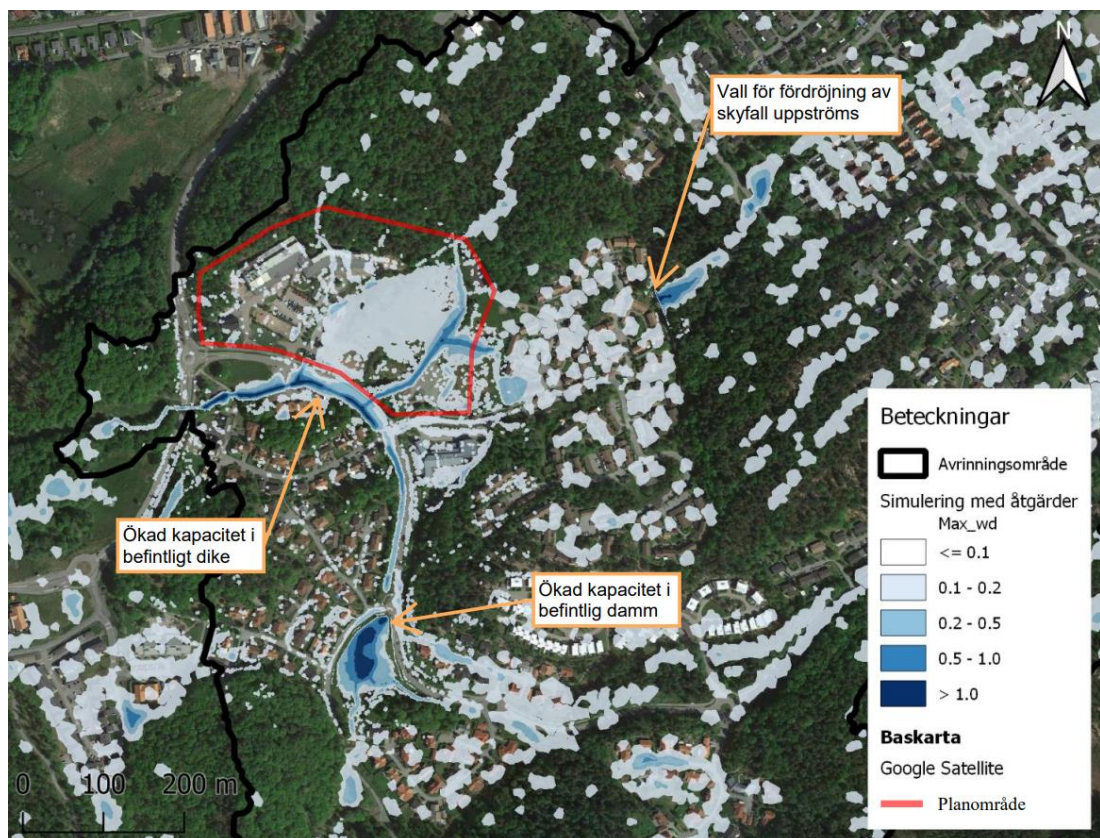 N
Vall för fördröjning av
skyfall uppströms
Ökad kapacitet i
befintligt dike
Ökad kapacitet i
befintlig damm
0 100 200 m
Beteckningar
Avrinningsområde
Simulering med åtgärder
Max_wd
<= 0.1
0.1 - 0.2
0.2 - 0.5
0.5 - 1.0
> 1.0
Baskarta
Google Satellite
Planområde